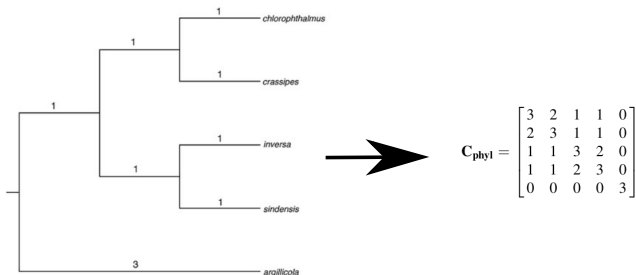 1
chlorophthalmus
1
1
crassipes
1
1
inversa
1
1
sindensis
3
argillicola
C_phyl =
3 2 1 1 0
2 3 1 1 0
1 1 3 2 0
1 1 2 3 0
0 0 0 0 3